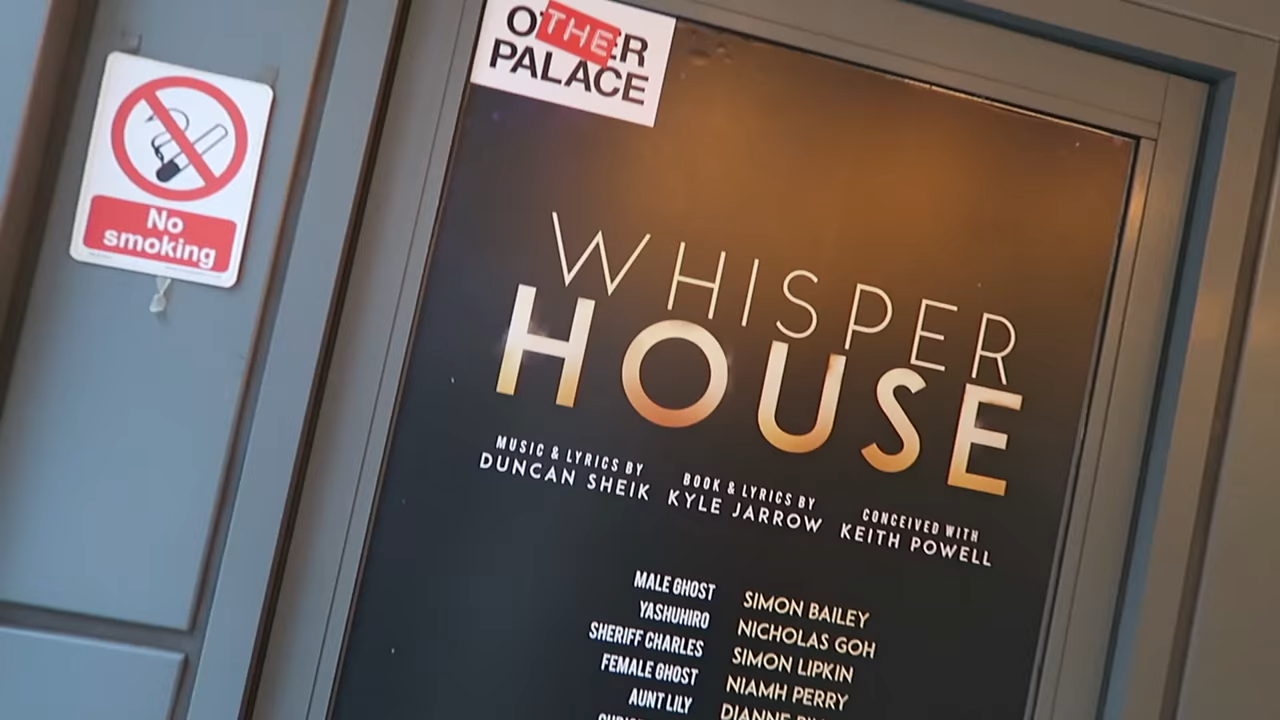 OTHER
PALACE
No
smoking
WHISPER
HOUSE
MUSIC & LYRICS BY
DUNCAN SHEIK
BOOK & LYRICS BY
KYLE JARROW
CONCEIVED WITH
KEITH POWELL
MALE GHOST SIMON BAILEY
YASHUHIRO NICHOLAS GOH
SHERIFF CHARLES SIMON LIPKIN
FEMALE GHOST NIAMH PERRY
AUNT LILY DIANNE